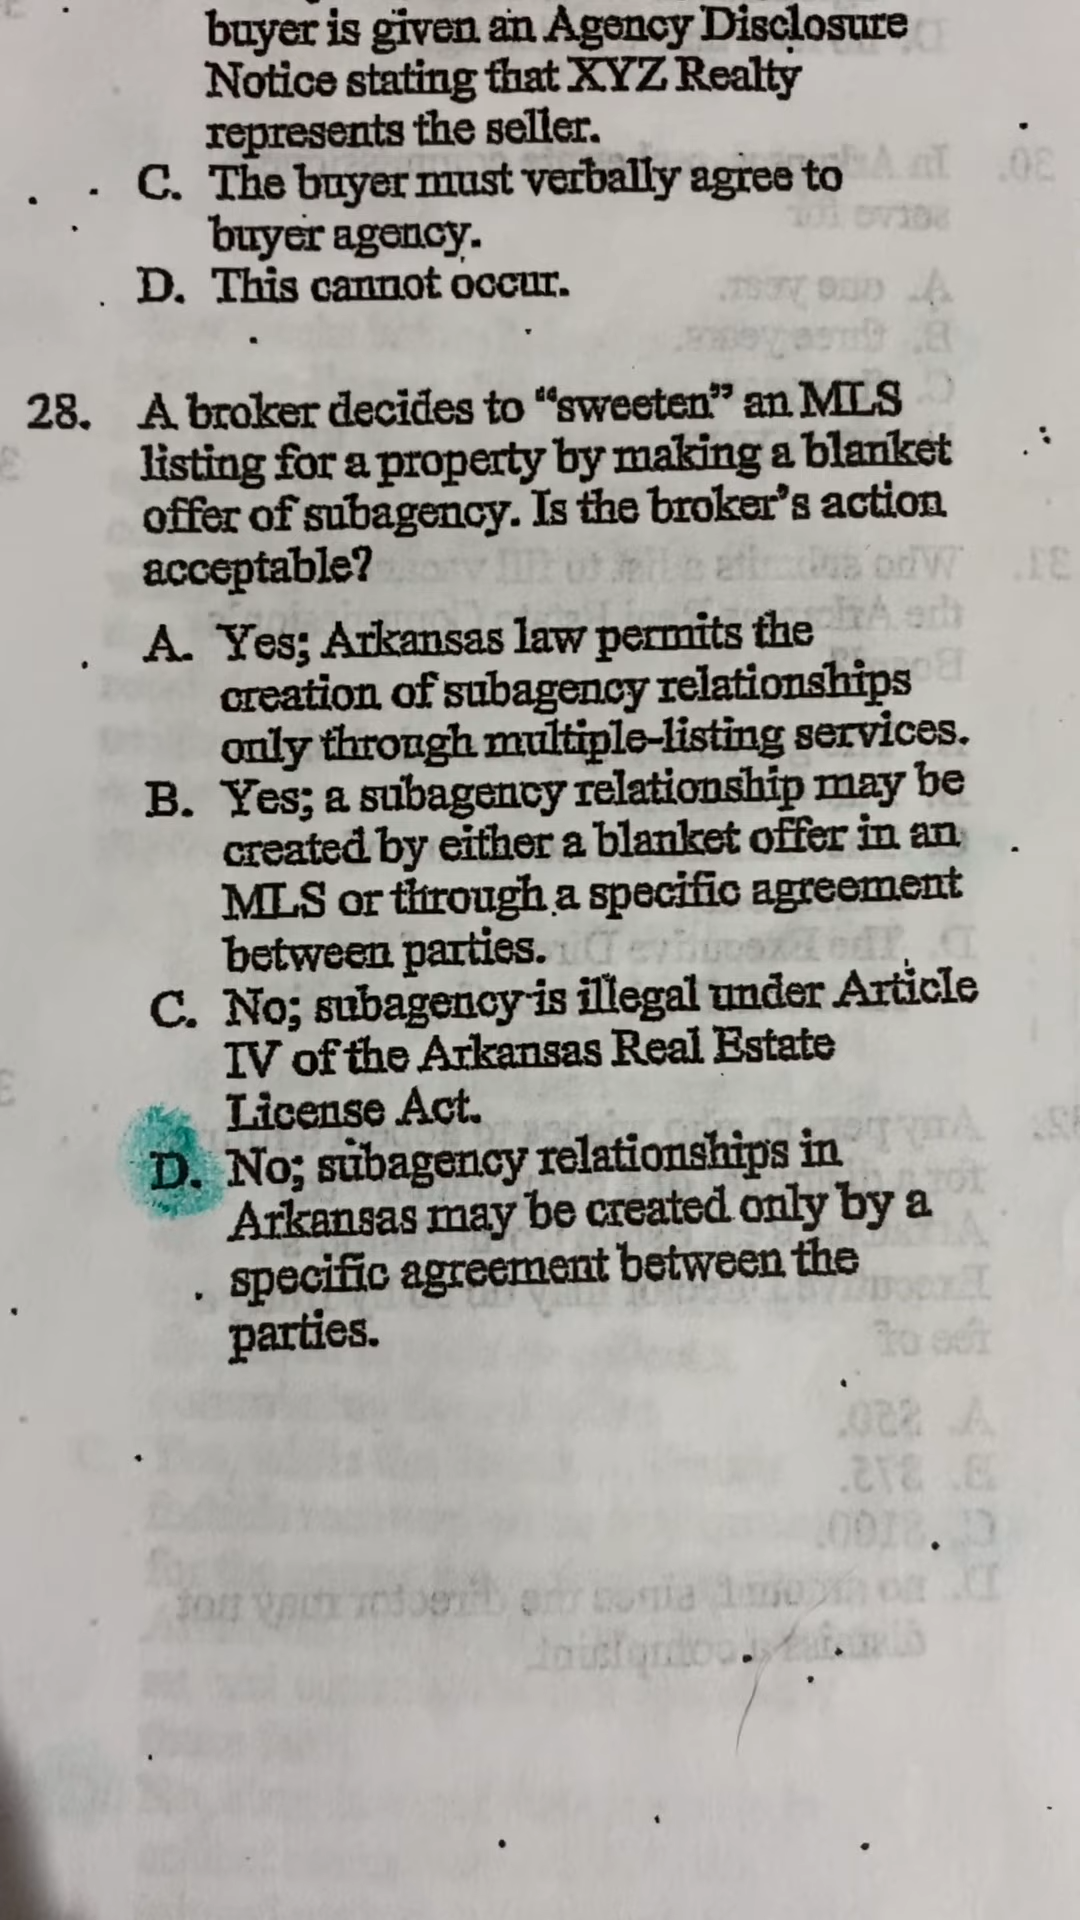 buyer is given an Agency Disclosure
Notice stating that XYZ Realty
represents the seller.
C. The buyer must verbally agree to
buyer agency.
D. This cannot occur.
28. A broker decides to “sweeten” an MLS
listing for a property by making a blanket
offer of subagency. Is the broker’s action
acceptable?
A. Yes; Arkansas law permits the
creation of subagency relationships
only through multiple-listing services.
B. Yes; a subagency relationship may be
created by either a blanket offer in an
MLS or through a specific agreement
between parties.
C. No; subagency is illegal under Article
IV of the Arkansas Real Estate
License Act.
D. No; subagency relationships in
Arkansas may be created only by a
specific agreement between the
parties.